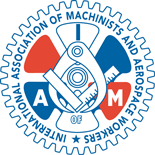 INTERNATIONAL ASSOCIATION OF MACHINISTS AND AEROSPACE WORKERS
A M
OF